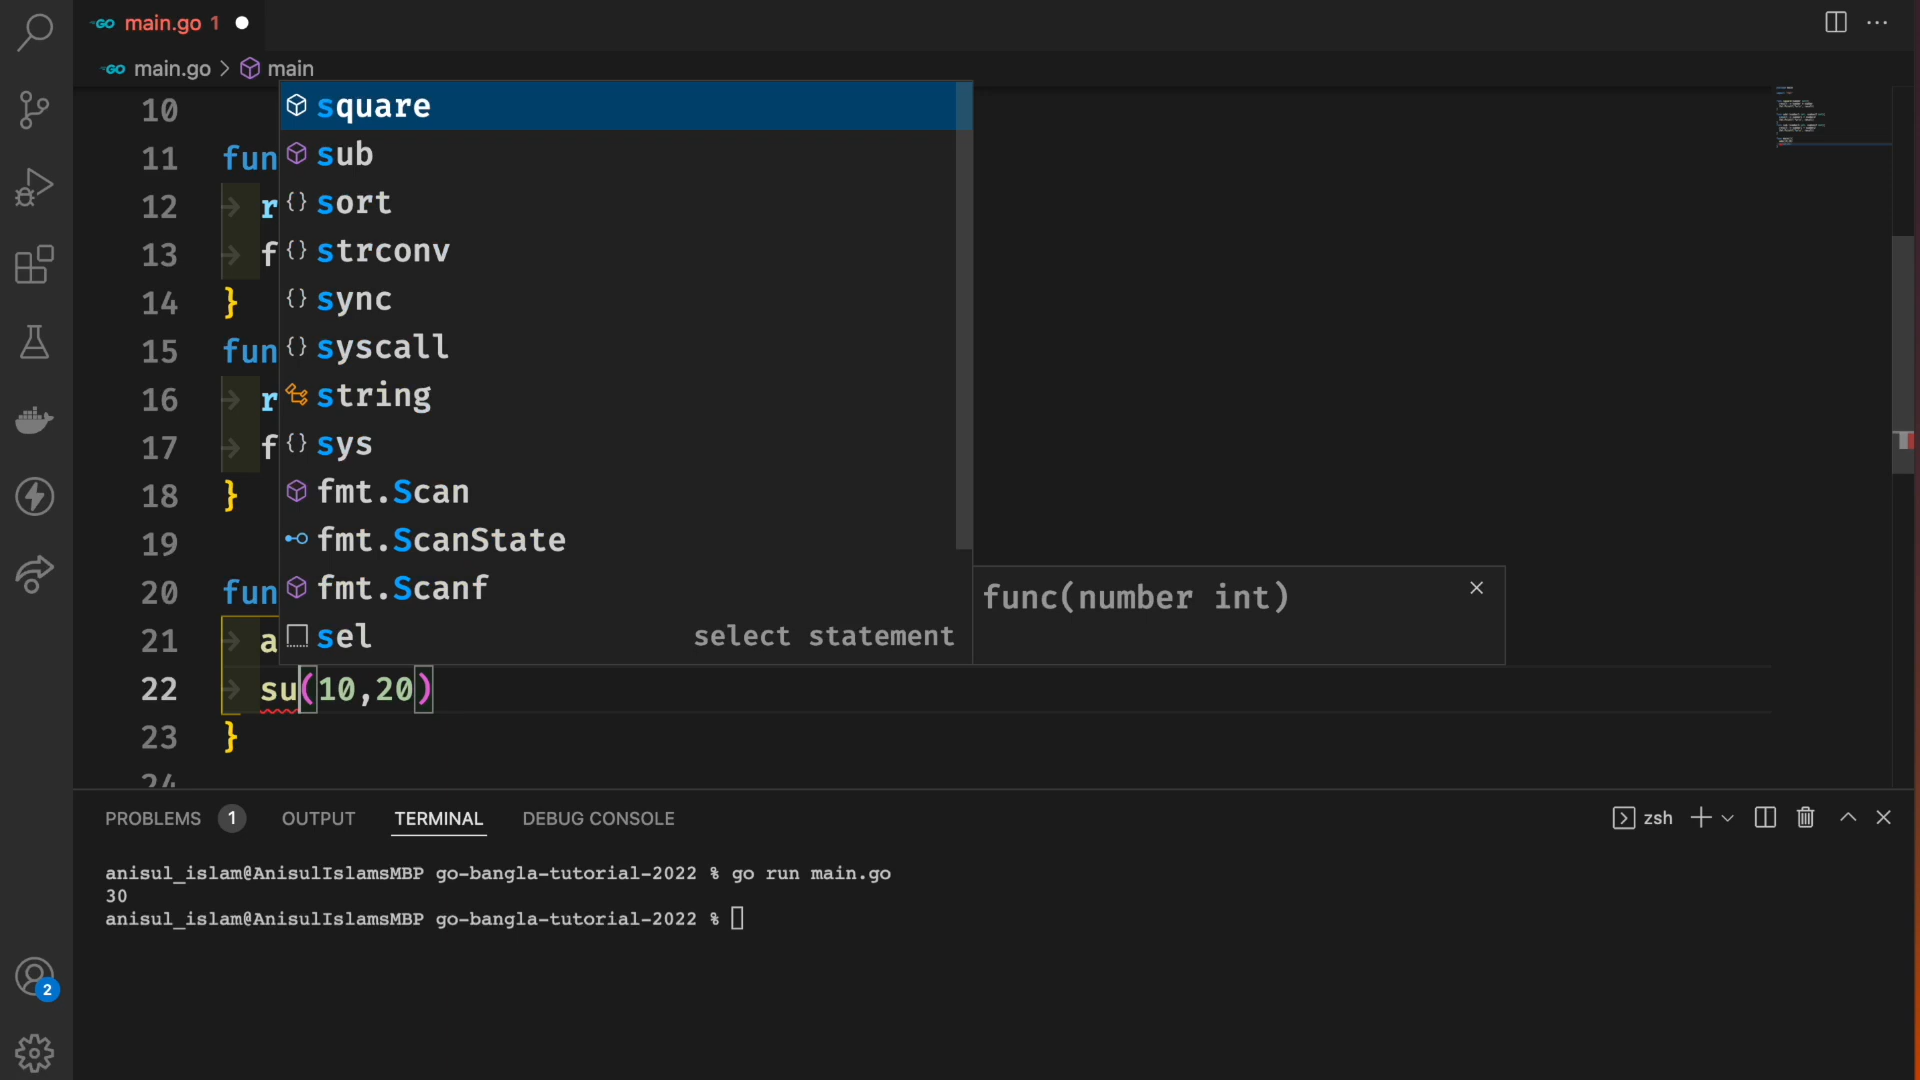 GO main.go 1
GO main.go > main
square
sub
sort
strconv
sync
syscall
string
sys
fmt.Scan
fmt.ScanState
fmt.Scanf
sel select statement
func(number int)
10
11 fun
12 r
13 f
14 }
15 fun
16 r
17 f
18 }
19
20 fun
21 a
22 su(10,20)
23 }
24
PROBLEMS 1 OUTPUT TERMINAL DEBUG CONSOLE
zsh
anisul_islam@AnisulIslamsMBP go-bangla-tutorial-2022 % go run main.go
30
anisul_islam@AnisulIslamsMBP go-bangla-tutorial-2022 %
2